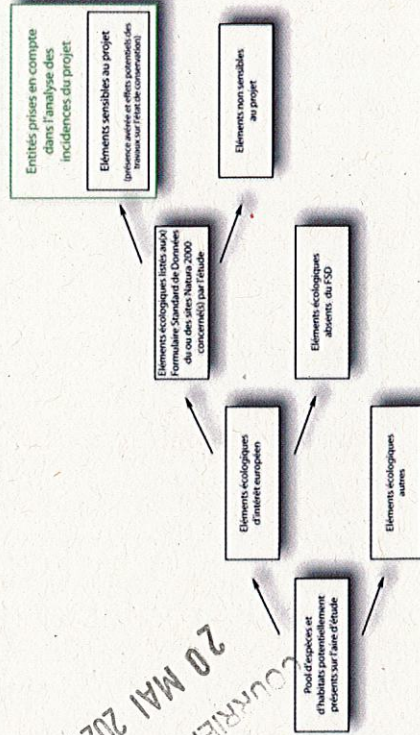 Entités prises en compte
dans l'analyse des
incidences du projet
Eléments sensibles au projet
(présence avérée et effets potentiels des
travaux sur l'état de conservation)
Eléments non sensibles
au projet
Eléments écologiques listés au(x)
Formulaire Standard de Données
du ou des sites Natura 2000
concerné(s) par l'étude
Eléments écologiques
absents du FSD
Eléments écologiques
d'intérêt européen
Eléments écologiques
autres
Pool d'espèces et
d'habitats potentiellement
présents sur l'aire d'étude
20 MAI
COURRIER